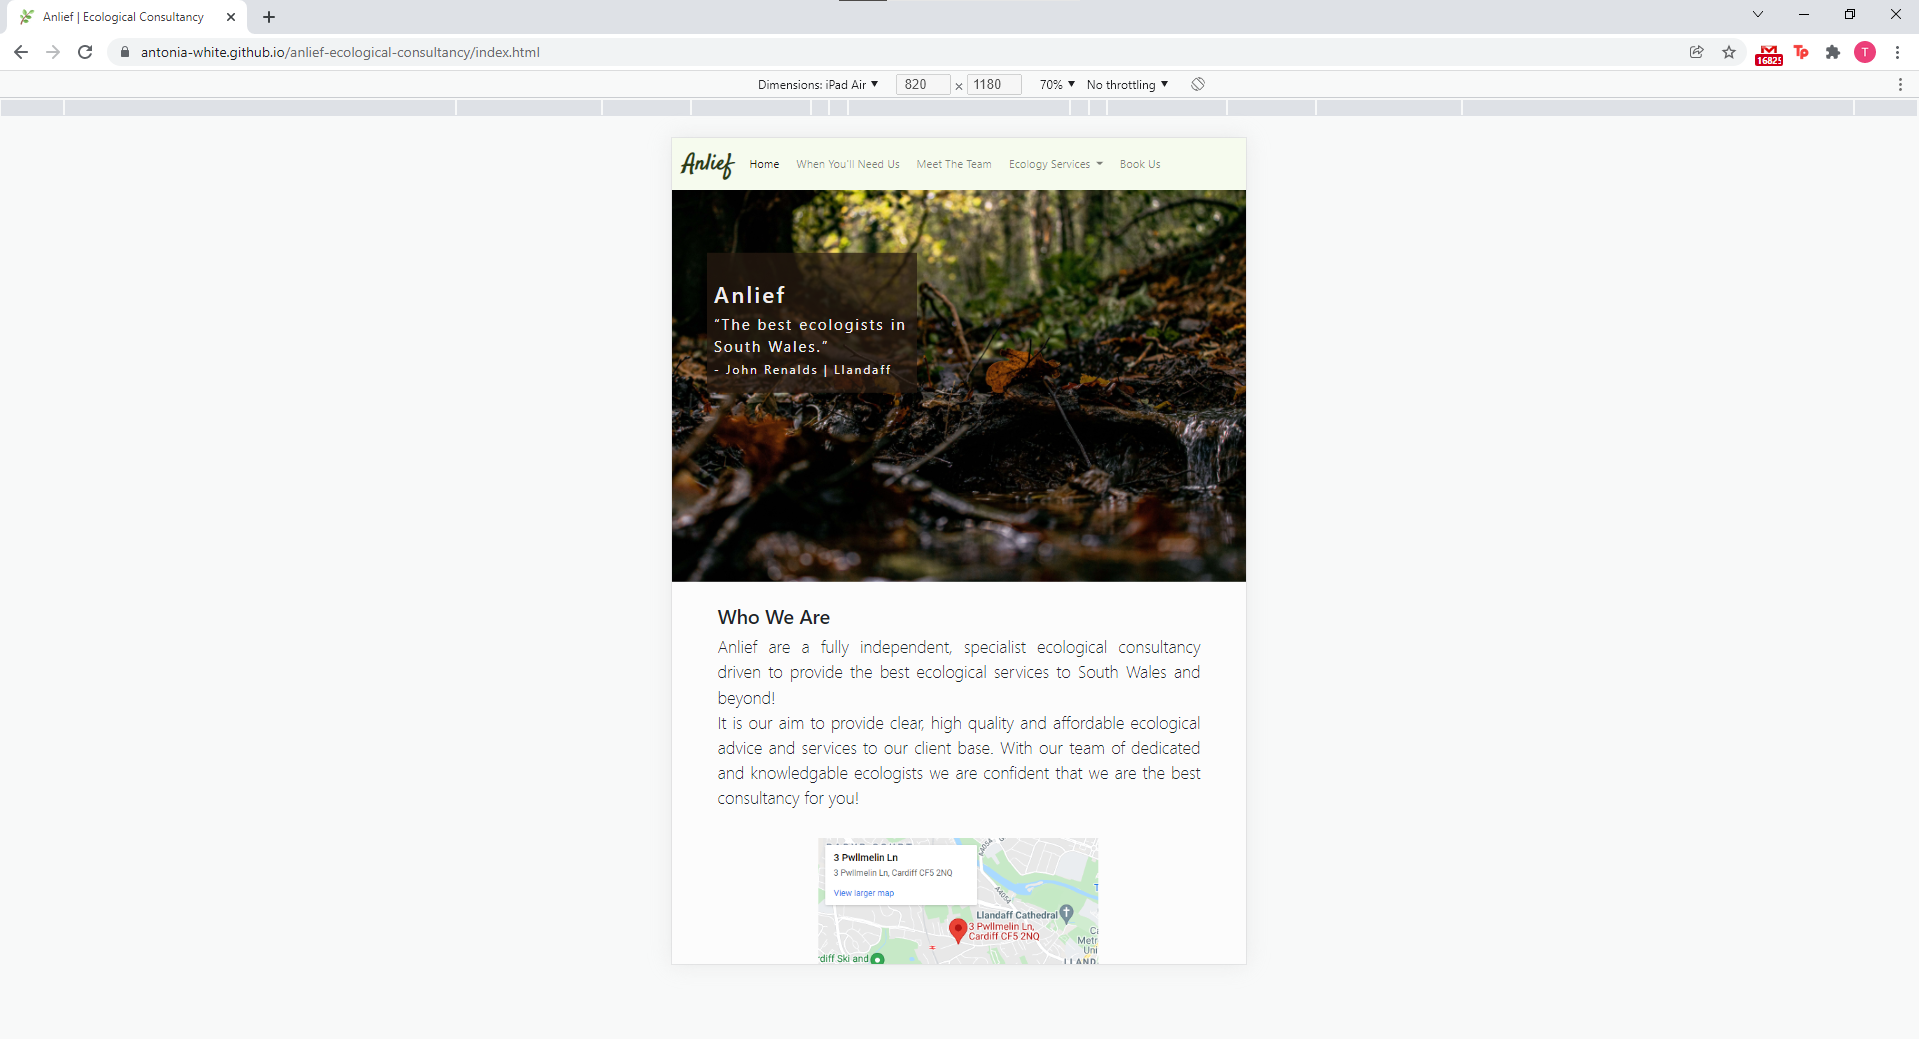 Anlief | Ecological Consultancy
antonia-white.github.io/anlief-ecological-consultancy/index.html
16825
Tp
T
Dimensions: iPad Air 820 × 1180 70% No throttling
Anlief Home When You'll Need Us Meet The Team Ecology Services Book Us
Anlief
“The best ecologists in
South Wales.”
- John Renalds | Llandaff
Who We Are
Anlief are a fully independent, specialist ecological consultancy
driven to provide the best ecological services to South Wales and
beyond!
It is our aim to provide clear, high quality and affordable ecological
advice and services to our client base. With our team of dedicated
and knowledgable ecologists we are confident that we are the best
consultancy for you!
3 Pwllmelin Ln
3 Pwllmelin Ln, Cardiff CF5 2NQ
View larger map
A4054
A4054
Llandaff Cathedral
3 Pwllmelin Ln,
Cardiff CF5 2NQ
Metr
Uni
diff Ski and
LLAND